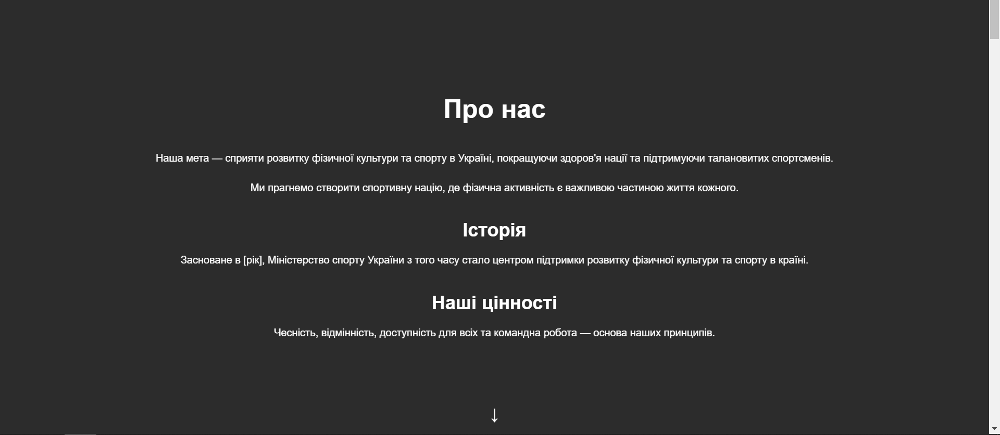 Про нас
Наша мета — сприяти розвитку фізичної культури та спорту в Україні, покращуючи здоров'я нації та підтримуючи талановитих спортсменів.
Ми прагнемо створити спортивну націю, де фізична активність є важливою частиною життя кожного.
Історія
Засноване в [рік], Міністерство спорту України з того часу стало центром підтримки розвитку фізичної культури та спорту в країні.
Наші цінності
Чесність, відмінність, доступність для всіх та командна робота — основа наших принципів.
↓